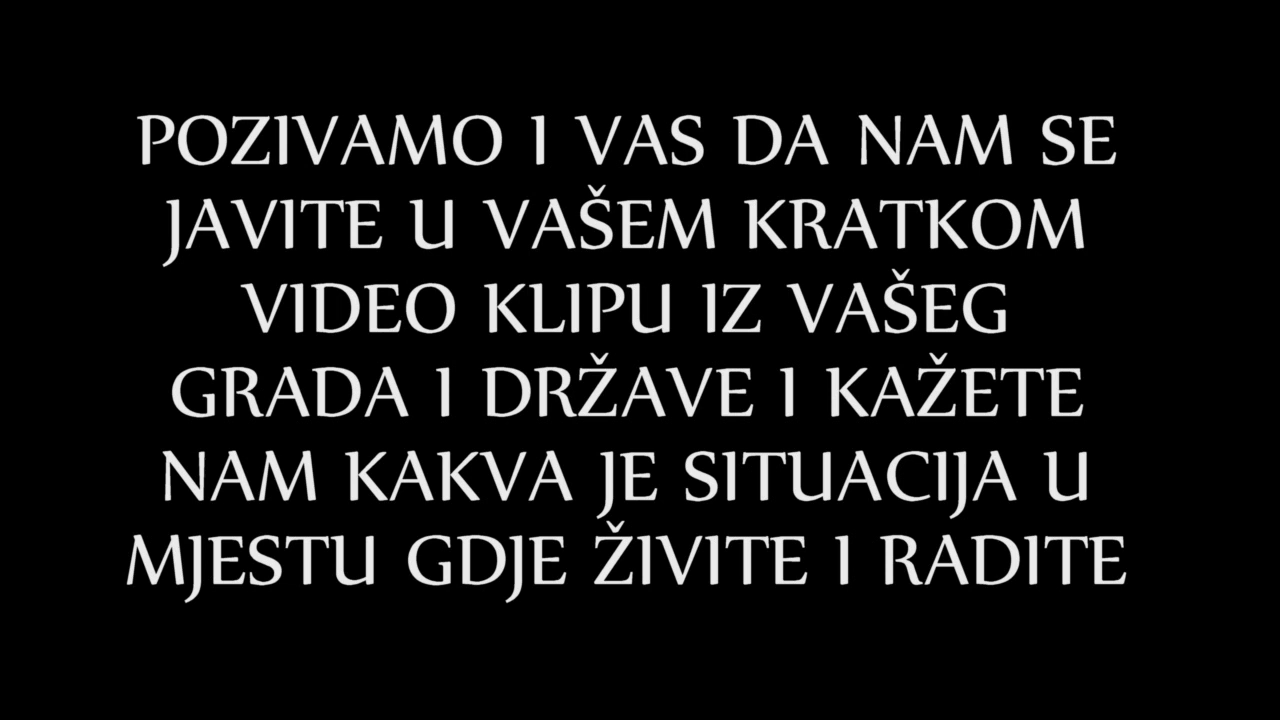 POZIVAMO I VAS DA NAM SE
JAVITE U VAŠEM KRATKOM
VIDEO KLIPU IZ VAŠEG
GRADA I DRŽAVE I KAŽETE
NAM KAKVA JE SITUACIJA U
MJESTU GDJE ŽIVITE I RADITE